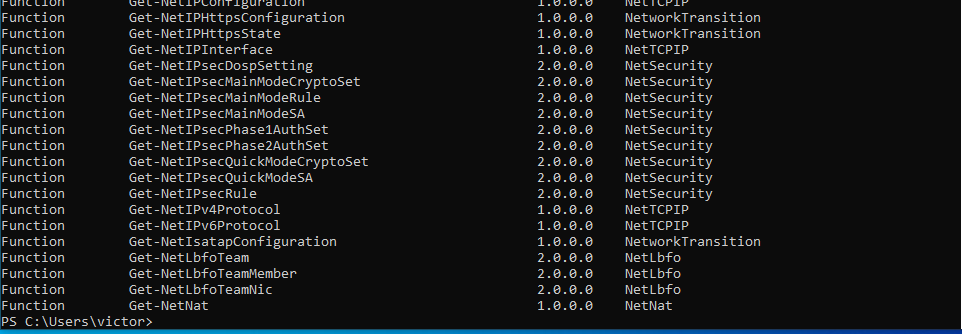 Function Get-NetIPConfiguration 1.0.0.0 NetTCPIP
Function Get-NetIPHttpsConfiguration 1.0.0.0 NetworkTransition
Function Get-NetIPHttpsState 1.0.0.0 NetworkTransition
Function Get-NetIPInterface 1.0.0.0 NetTCPIP
Function Get-NetIPsecDospSetting 2.0.0.0 NetSecurity
Function Get-NetIPsecMainModeCryptoSet 2.0.0.0 NetSecurity
Function Get-NetIPsecMainModeRule 2.0.0.0 NetSecurity
Function Get-NetIPsecMainModeSA 2.0.0.0 NetSecurity
Function Get-NetIPsecPhase1AuthSet 2.0.0.0 NetSecurity
Function Get-NetIPsecPhase2AuthSet 2.0.0.0 NetSecurity
Function Get-NetIPsecQuickModeCryptoSet 2.0.0.0 NetSecurity
Function Get-NetIPsecQuickModeSA 2.0.0.0 NetSecurity
Function Get-NetIPsecRule 2.0.0.0 NetSecurity
Function Get-NetIPv4Protocol 1.0.0.0 NetTCPIP
Function Get-NetIPv6Protocol 1.0.0.0 NetTCPIP
Function Get-NetIsatapConfiguration 1.0.0.0 NetworkTransition
Function Get-NetLbfoTeam 2.0.0.0 NetLbfo
Function Get-NetLbfoTeamMember 2.0.0.0 NetLbfo
Function Get-NetLbfoTeamNic 2.0.0.0 NetLbfo
Function Get-NetNat 1.0.0.0 NetNat
PS C:\Users\victor>